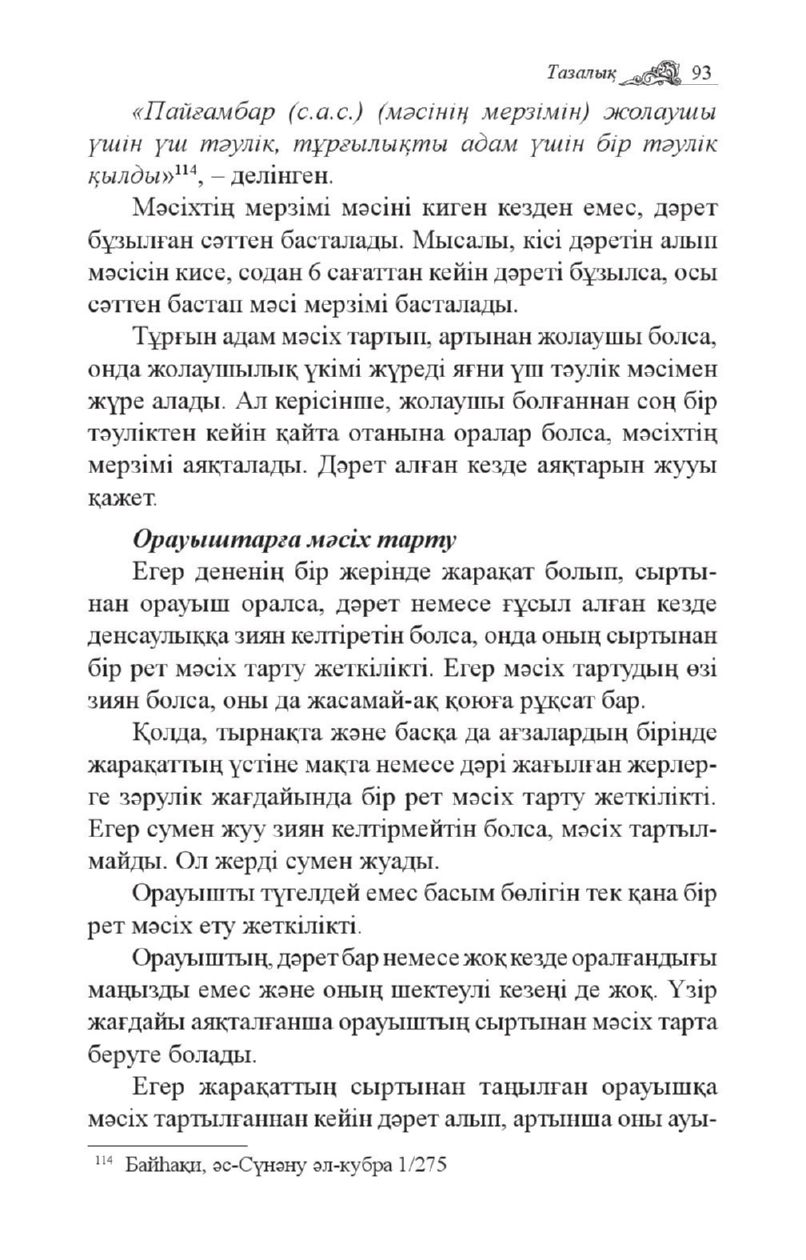 Тазалық 93
«Пайғамбар (с.а.с.) (мәсінің мерзімін) жолаушы
үшін үш тәулік, тұрғылықты адам үшін бір тәулік
қылды»¹¹⁴, – делінген.
Мәсіхтің мерзімі мәсіні киген кезден емес, дәрет
бұзылған сәттен басталады. Мысалы, кісі дәретін алып
мәсісін кисе, содан 6 сағаттан кейін дәреті бұзылса, осы
сәттен бастап мәсі мерзімі басталады.
Тұрғын адам мәсіх тартып, артынан жолаушы болса,
онда жолаушылық үкімі жүреді яғни үш тәулік мәсімен
жүре алады. Ал керісінше, жолаушы болғаннан соң бір
тәуліктен кейін қайта отанына оралар болса, мәсіхтің
мерзімі аяқталады. Дәрет алған кезде аяқтарын жууы
қажет.
Орауыштарға мәсіх тарту
Егер дененің бір жерінде жарақат болып, сырты-
нан орауыш оралса, дәрет немесе ғұсыл алған кезде
денсаулыққа зиян келтіретін болса, онда оның сыртынан
бір рет мәсіх тарту жеткілікті. Егер мәсіх тартудың өзі
зиян болса, оны да жасамай-ақ қоюға рұқсат бар.
Қолда, тырнақта және басқа да ағзалардың бірінде
жарақаттың үстіне мақта немесе дәрі жағылған жерлер-
ге зәрулік жағдайында бір рет мәсіх тарту жеткілікті.
Егер сумен жуу зиян келтірмейтін болса, мәсіх тартыл-
майды. Ол жерді сумен жуады.
Орауышты түгелдей емес басым бөлігін тек қана бір
рет мәсіх ету жеткілікті.
Орауыштың, дәрет бар немесе жоқ кезде оралғандығы
маңызды емес және оның шектеулі кезеңі де жоқ. Үзір
жағдайы аяқталғанша орауыштың сыртынан мәсіх тарта
беруге болады.
Егер жарақаттың сыртынан таңылған орауышқа
мәсіх тартылғаннан кейін дәрет алып, артынша оны ауы-
¹¹⁴ Байһақи, әс-Сүнәну әл-кубра 1/275